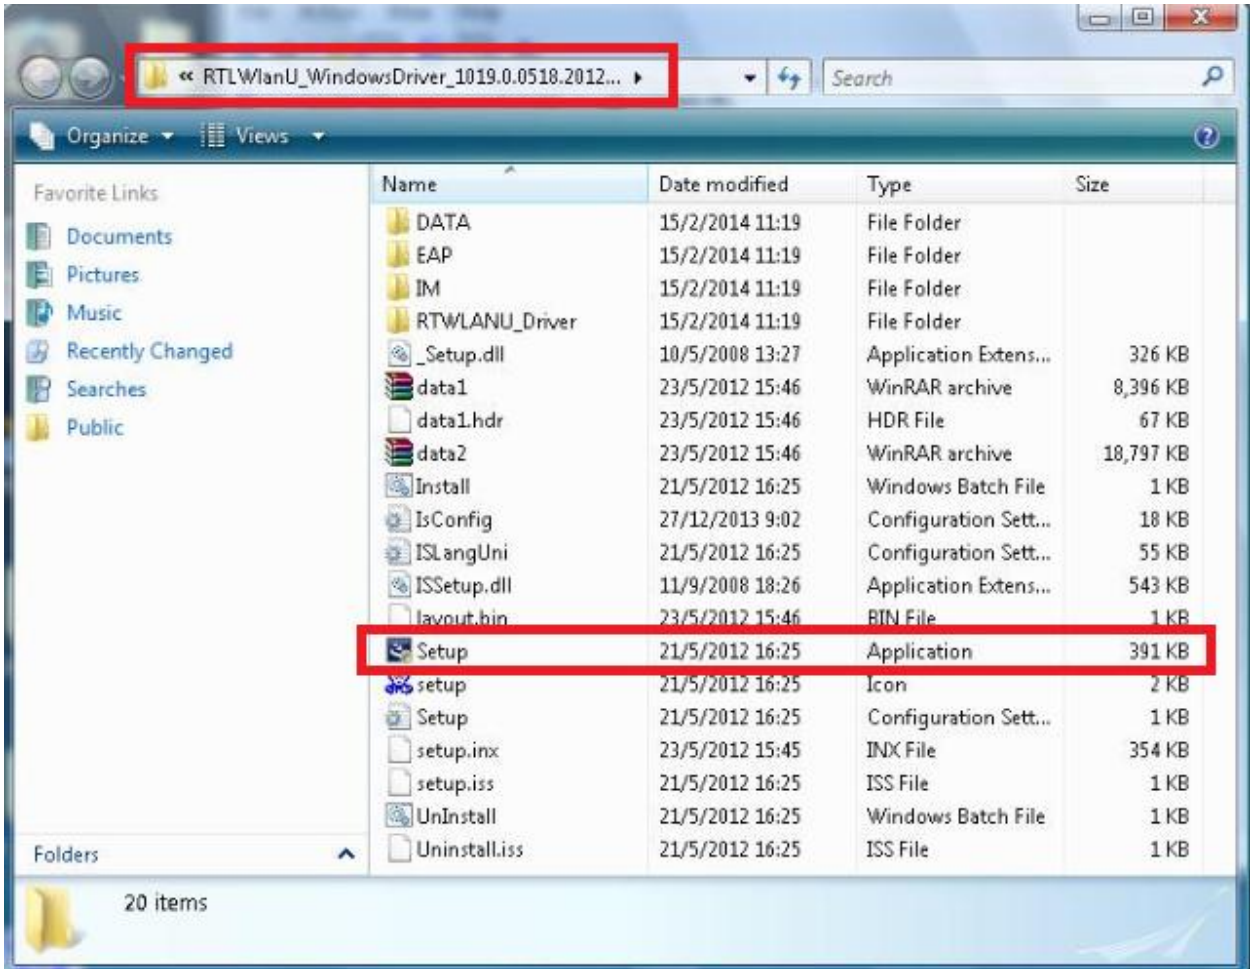 « RTLWlanU_WindowsDriver_1019.0.0518.2012...
Search
Organize Views
Favorite Links
Documents
Pictures
Music
Recently Changed
Searches
Public
Folders
Name Date modified Type Size
DATA 15/2/2014 11:19 File Folder
EAP 15/2/2014 11:19 File Folder
IM 15/2/2014 11:19 File Folder
RTWLANU_Driver 15/2/2014 11:19 File Folder
_Setup.dll 10/5/2008 13:27 Application Extens... 326 KB
data1 23/5/2012 15:46 WinRAR archive 8,396 KB
data1.hdr 23/5/2012 15:46 HDR File 67 KB
data2 23/5/2012 15:46 WinRAR archive 18,797 KB
Install 21/5/2012 16:25 Windows Batch File 1 KB
IsConfig 27/12/2013 9:02 Configuration Sett... 18 KB
ISLangUni 21/5/2012 16:25 Configuration Sett... 55 KB
ISSetup.dll 11/9/2008 18:26 Application Extens... 543 KB
layout.bin 23/5/2012 15:46 BIN File 1 KB
Setup 21/5/2012 16:25 Application 391 KB
setup 21/5/2012 16:25 Icon 2 KB
Setup 21/5/2012 16:25 Configuration Sett... 1 KB
setup.inx 23/5/2012 15:45 INX File 354 KB
setup.iss 21/5/2012 16:25 ISS File 1 KB
UnInstall 21/5/2012 16:25 Windows Batch File 1 KB
Uninstall.iss 21/5/2012 16:25 ISS File 1 KB
20 items